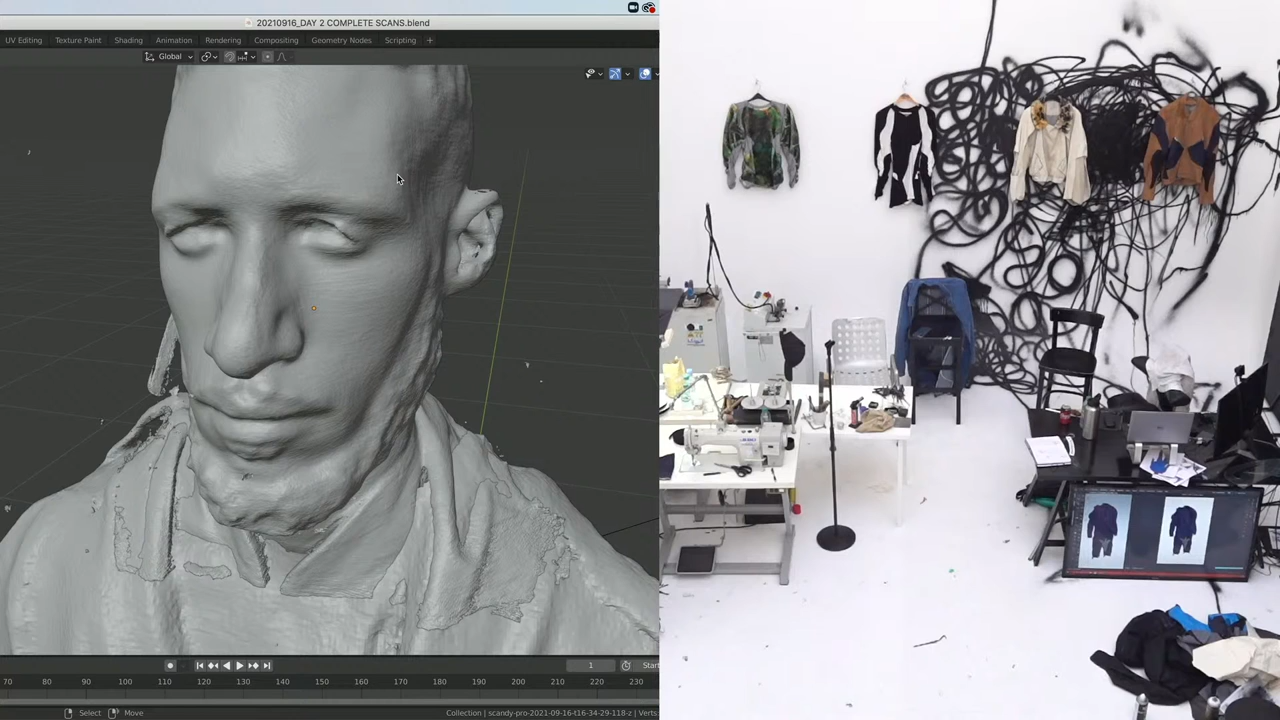 20210916_DAY 2 COMPLETE SCANS.blend
UV Editing Texture Paint Shading Animation Rendering Compositing Geometry Nodes Scripting +
Global
1 Start
70 80 90 100 110 120 130 140 150 160 170 180 190 200 210 220 230
Select Move Collection | scandy-pro-2021-09-16-t16-34-29-118-z | Verts: